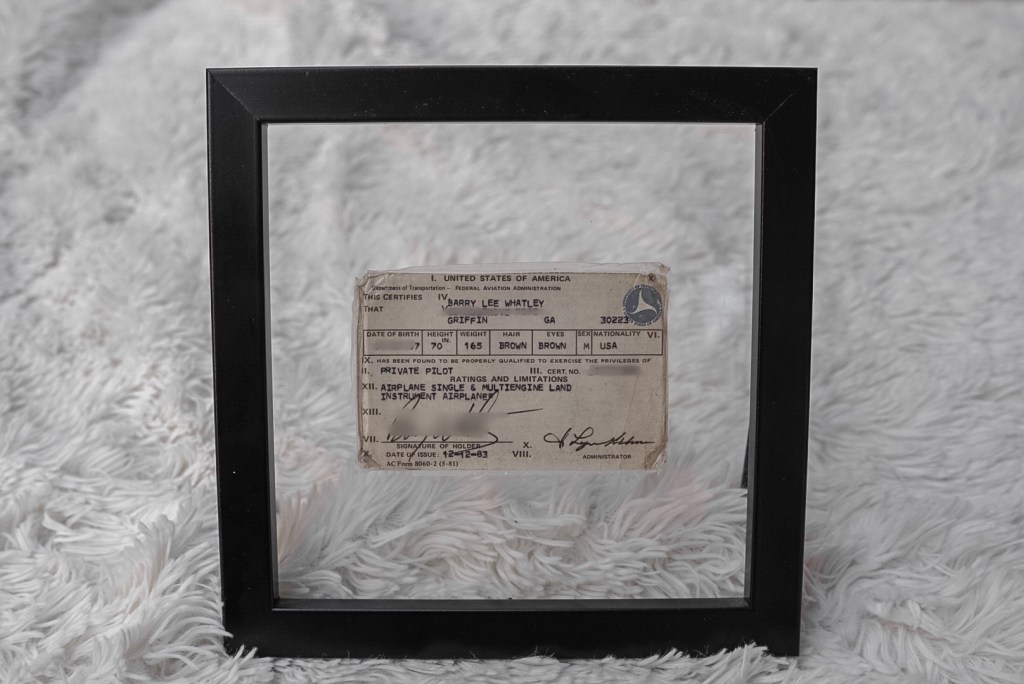 I. UNITED STATES OF AMERICA
Department of Transportation — FEDERAL AVIATION ADMINISTRATION
THIS CERTIFIES IV BARRY LEE WHATLEY
THAT V
GRIFFIN GA 30223
DATE OF BIRTH HEIGHT WEIGHT HAIR EYES SEX NATIONALITY VI.
7 70 IN. 165 BROWN BROWN M USA
IX. HAS BEEN FOUND TO BE PROPERLY QUALIFIED TO EXERCISE THE PRIVILEGES OF
II. PRIVATE PILOT III. CERT. NO.
RATINGS AND LIMITATIONS
XII. AIRPLANE SINGLE & MULTIENGINE LAND
INSTRUMENT AIRPLANES
XIII.
VII.
SIGNATURE OF HOLDER X.
X. DATE OF ISSUE: 12-12-83 VIII. ADMINISTRATOR
AC Form 8060-2 (5-81)